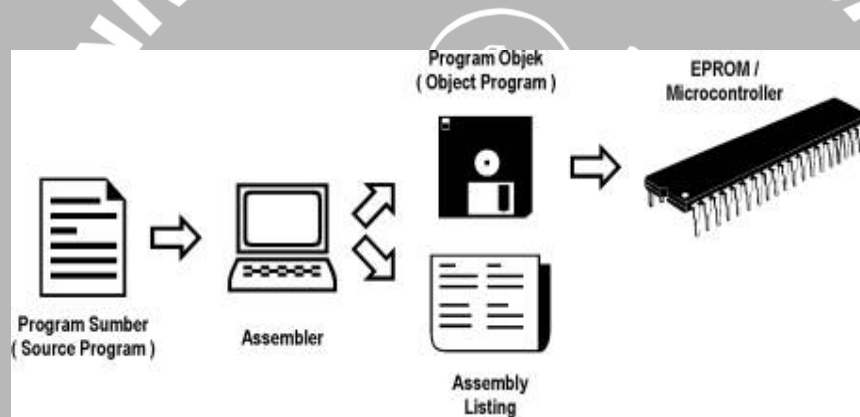 Program Objek
( Object Program )
EPROM /
Microcontroller
Program Sumber
( Source Program )
Assembler
Assembly
Listing